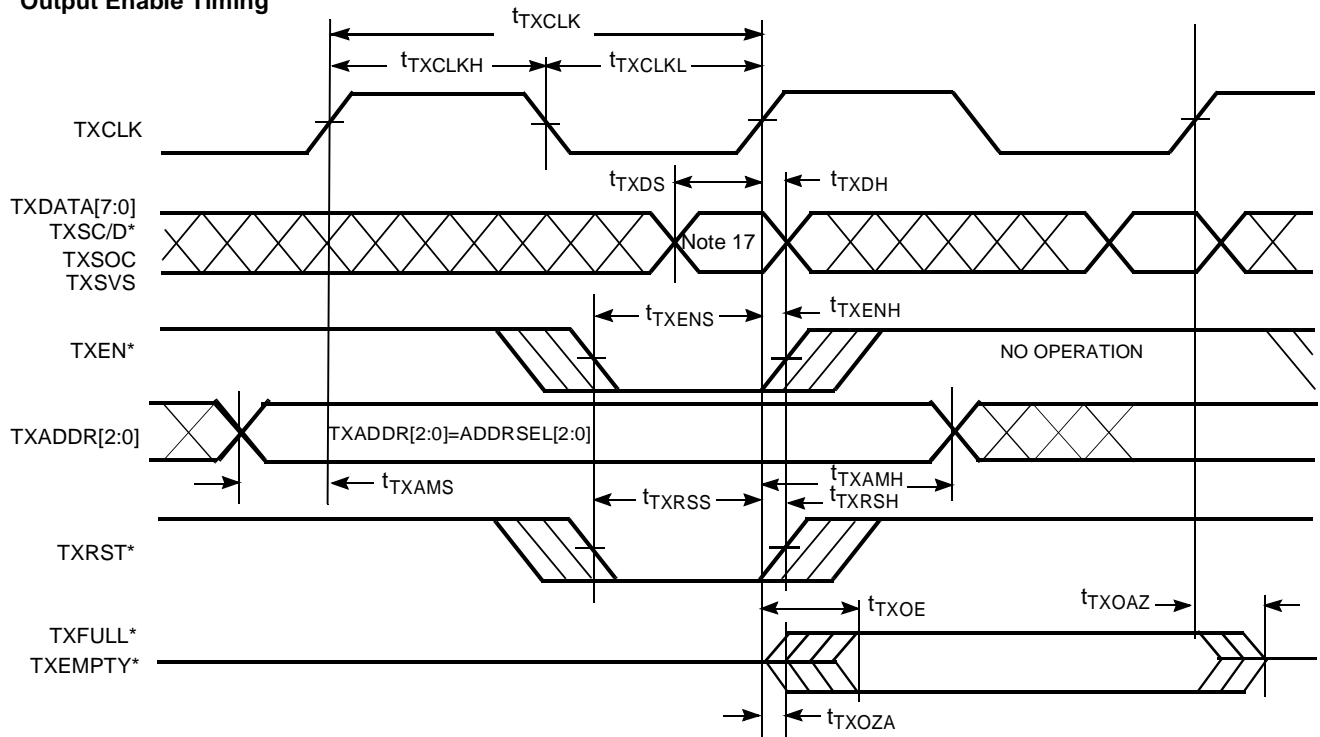 Output Enable Timing
tTXCLK
tTXCLKH
tTXCLKL
TXCLK
tTXDS
tTXDH
TXDATA[7:0]
TXSC/D*
TXSOC
TXSVS
Note 17
tTXENS
tTXENH
TXEN*
NO OPERATION
TXADDR[2:0]
TXADDR[2:0]=ADDRSEL[2:0]
tTXAMS
tTXAMH
tTXRSS
tTXRSH
TXRST*
tTXOE
tTXOAZ
TXFULL*
TXEMPTY*
tTXOZA